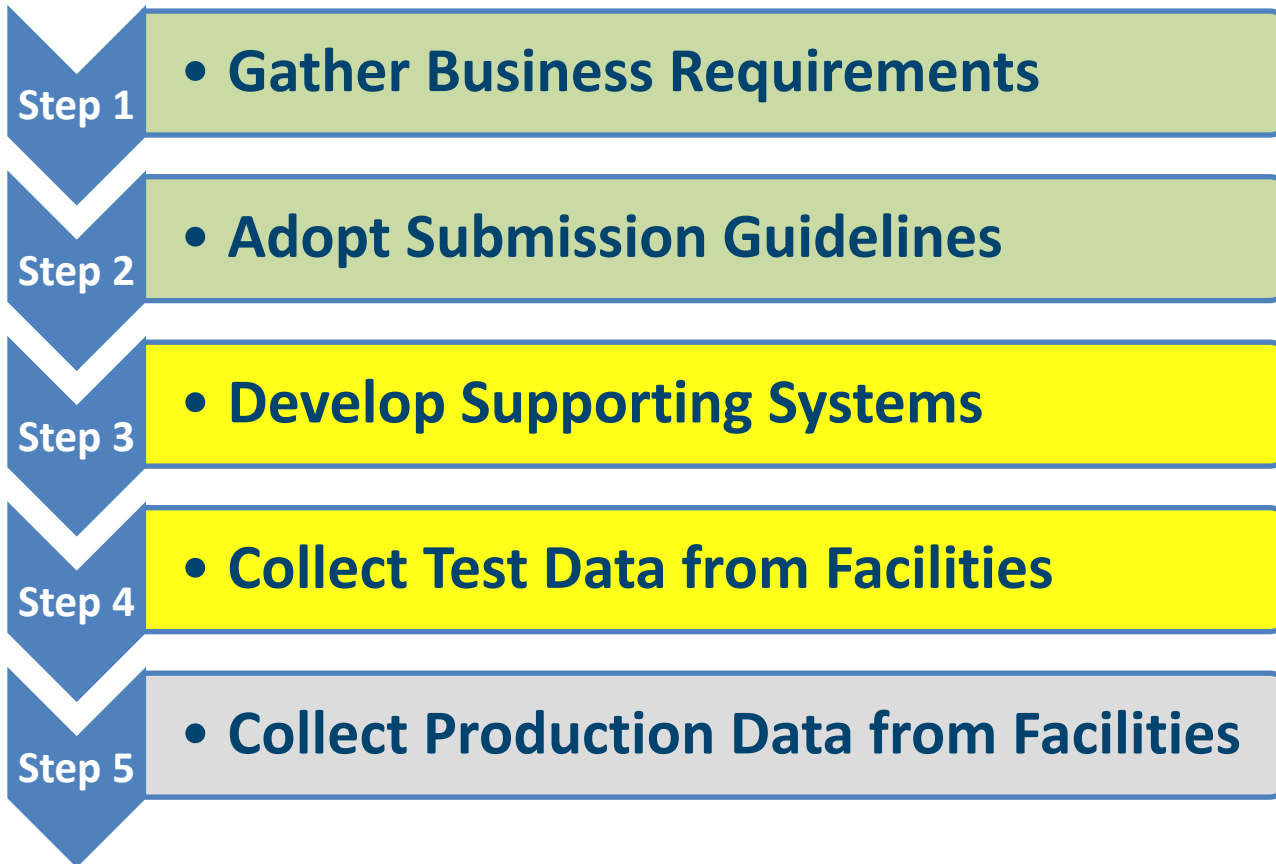 Step 1
• Gather Business Requirements
Step 2
• Adopt Submission Guidelines
Step 3
• Develop Supporting Systems
Step 4
• Collect Test Data from Facilities
Step 5
• Collect Production Data from Facilities